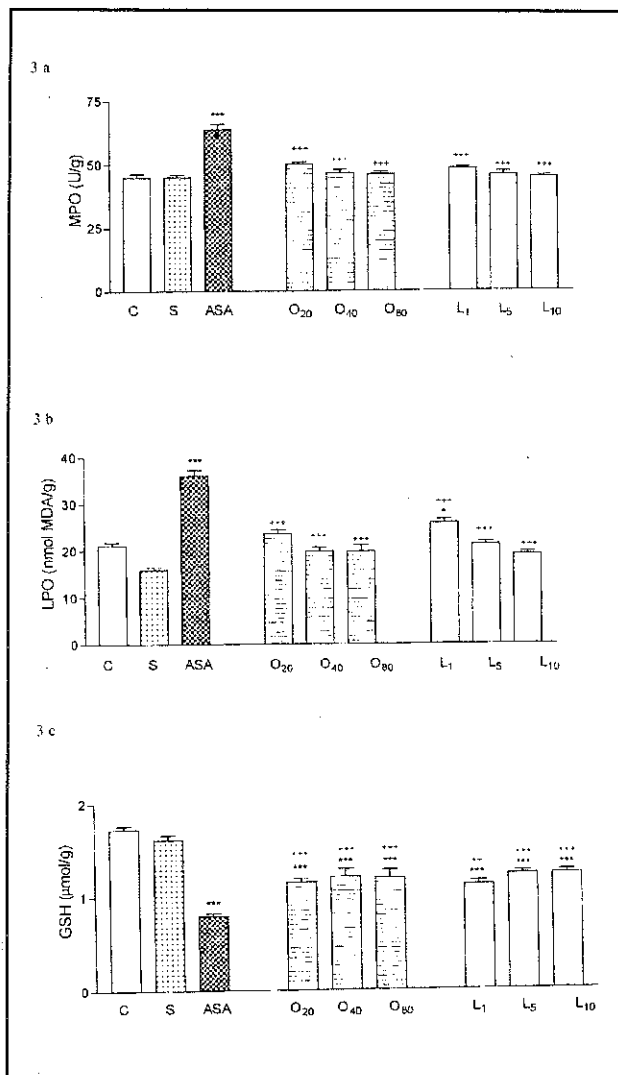 3 a
75
50
25
0
MPO (U/g)
***
+++ +++ +++
+++ +++ +++
C S ASA O20 O40 O80 L1 L5 L10
3 b
40
30
20
10
0
LPO (nmol MDA/g)
***
+++ +++ +++
+++ +++ +++
*
C S ASA O20 O40 O80 L1 L5 L10
3 c
2
1
0
GSH (µmol/g)
***
+++ +++ +++ ++ +++ +++
*** *** *** *** *** ***
C S ASA O20 O40 O80 L1 L5 L10